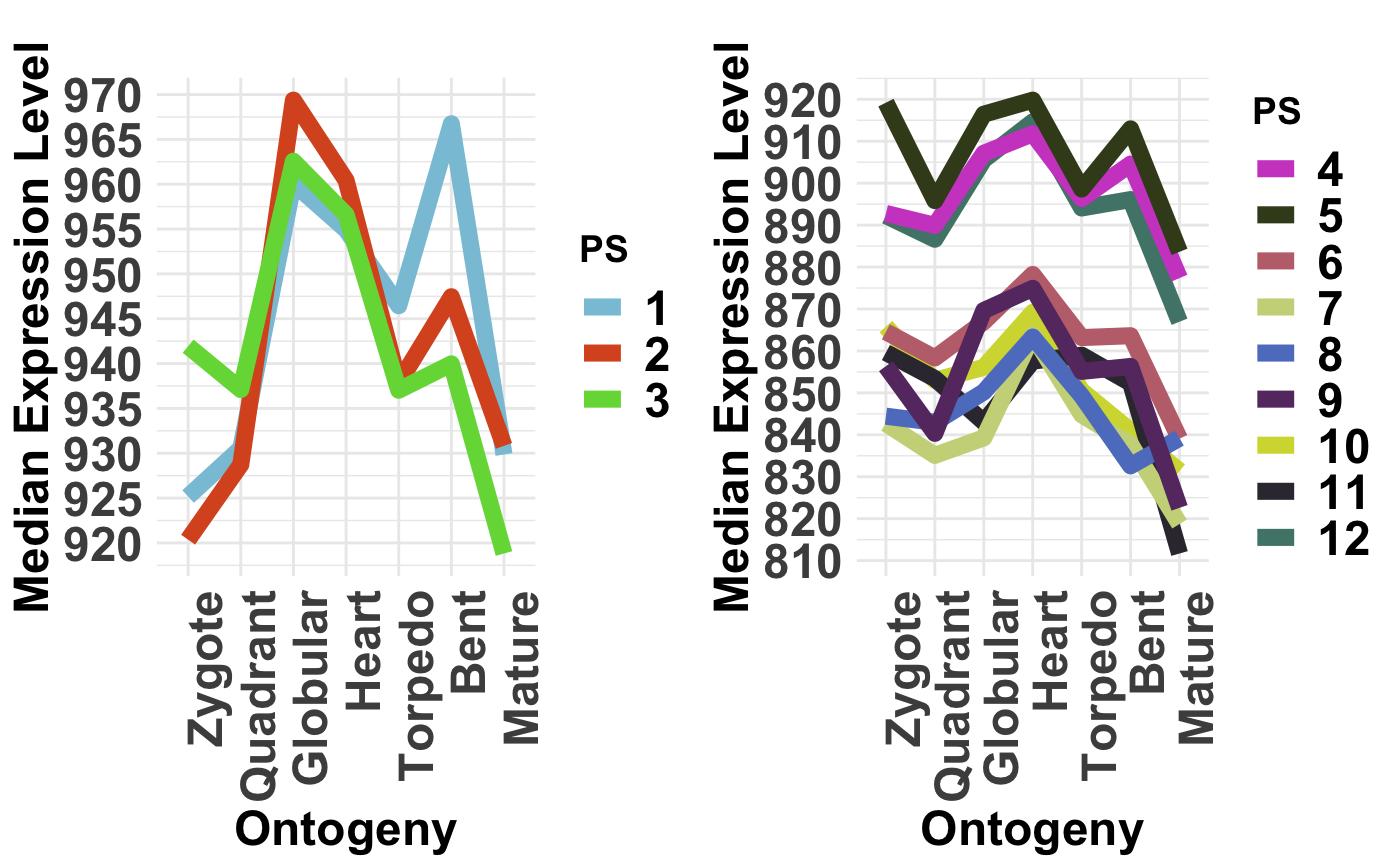 Median Expression Level
970
965
960
955
950
945
940
935
930
925
920
Zygote
Quadrant
Globular
Heart
Torpedo
Bent
Mature
Ontogeny
PS
1
2
3
Median Expression Level
920
910
900
890
880
870
860
850
840
830
820
810
Zygote
Quadrant
Globular
Heart
Torpedo
Bent
Mature
Ontogeny
PS
4
5
6
7
8
9
10
11
12